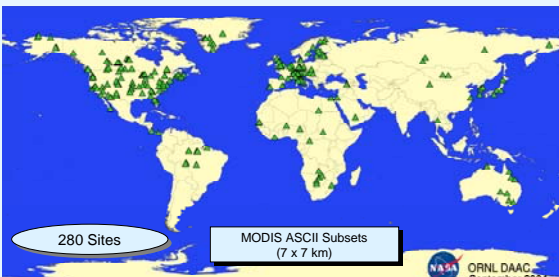 280 Sites
MODIS ASCII Subsets
(7 x 7 km)
NASA
ORNL DAAC